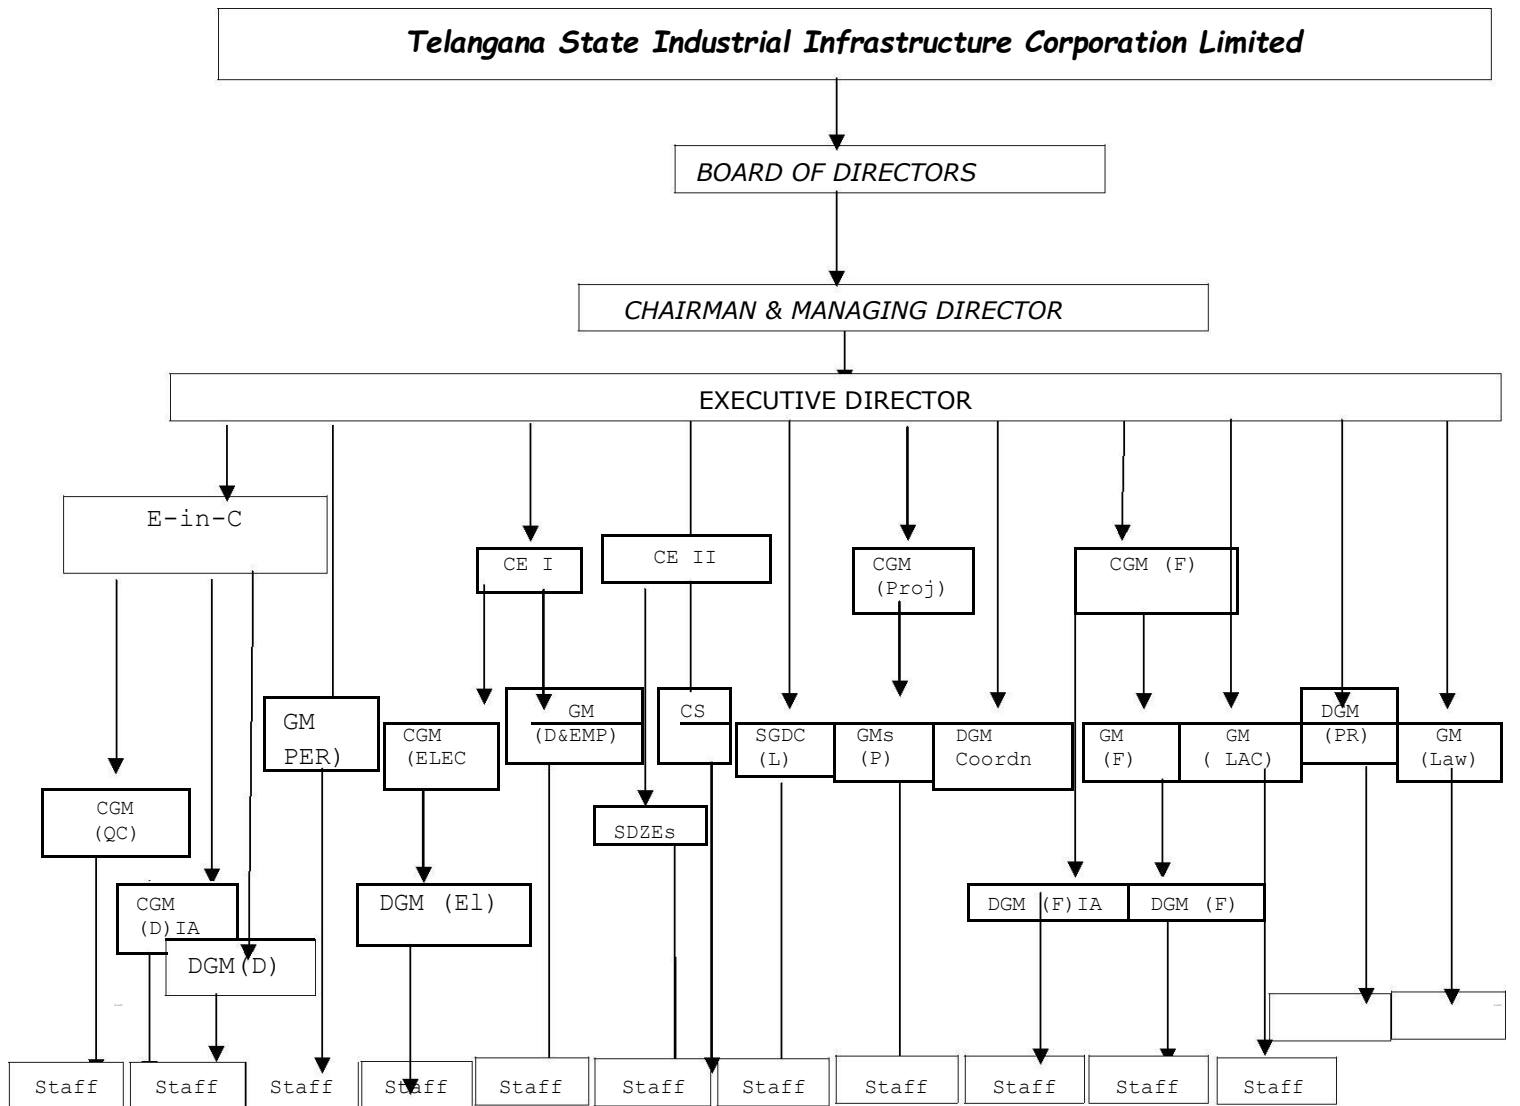 Telangana State Industrial Infrastructure Corporation Limited
BOARD OF DIRECTORS
CHAIRMAN & MANAGING DIRECTOR
EXECUTIVE DIRECTOR
E-in-C
CE I
CE II
CGM
(Proj)
CGM (F)
GM
PER)
CGM
(ELEC
GM
(D&EMP)
CS
SGDC
(L)
GMs
(P)
DGM
Coordn
GM
(F)
GM
( LAC)
DGM
(PR)
GM
(Law)
CGM
(QC)
SDZEs
CGM
(D)IA
DGM(D)
DGM (El)
DGM (F)IA
DGM (F)
Staff
Staff
Staff
Staff
Staff
Staff
Staff
Staff
Staff
Staff
Staff